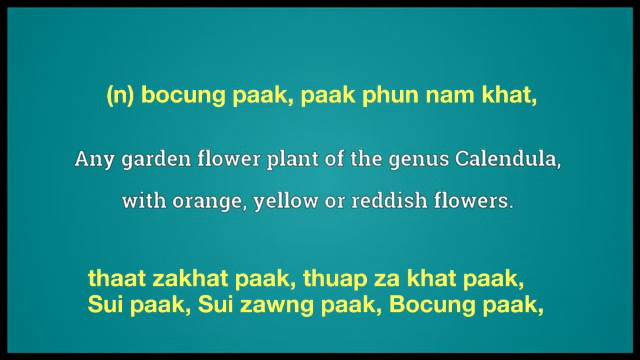 (n) bocung paak, paak phun nam khat,
Any garden flower plant of the genus Calendula,
with orange, yellow or reddish flowers.
thaat zakhat paak, thuap za khat paak,
Sui paak, Sui zawng paak, Bocung paak,